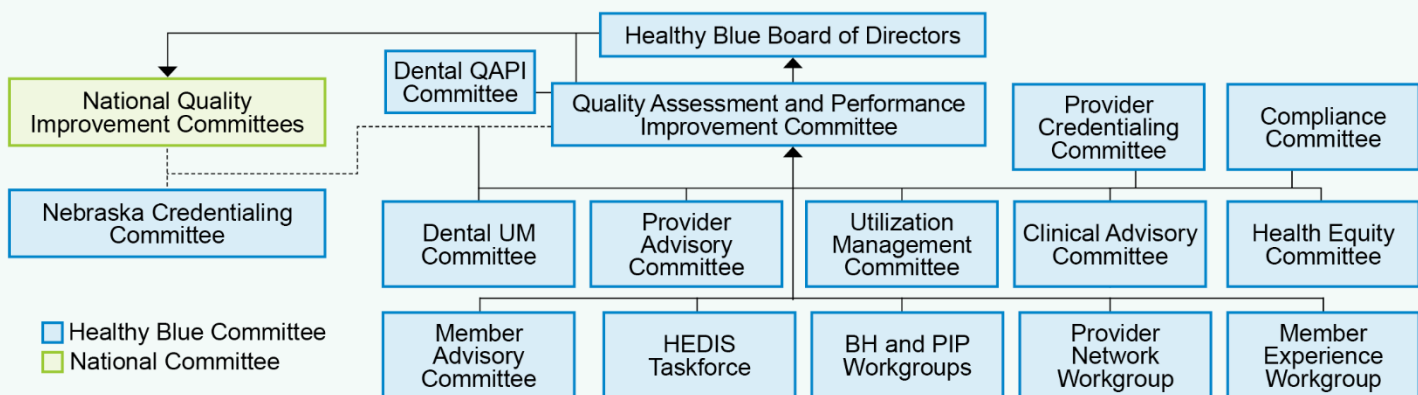 Healthy Blue Board of Directors
Dental QAPI
Committee
National Quality
Improvement Committees
Quality Assessment and Performance
Improvement Committee
Provider
Credentialing
Committee
Compliance
Committee
Nebraska Credentialing
Committee
Dental UM
Committee
Provider
Advisory
Committee
Utilization
Management
Committee
Clinical Advisory
Committee
Health Equity
Committee
Healthy Blue Committee
National Committee
Member
Advisory
Committee
HEDIS
Taskforce
BH and PIP
Workgroups
Provider
Network
Workgroup
Member
Experience
Workgroup